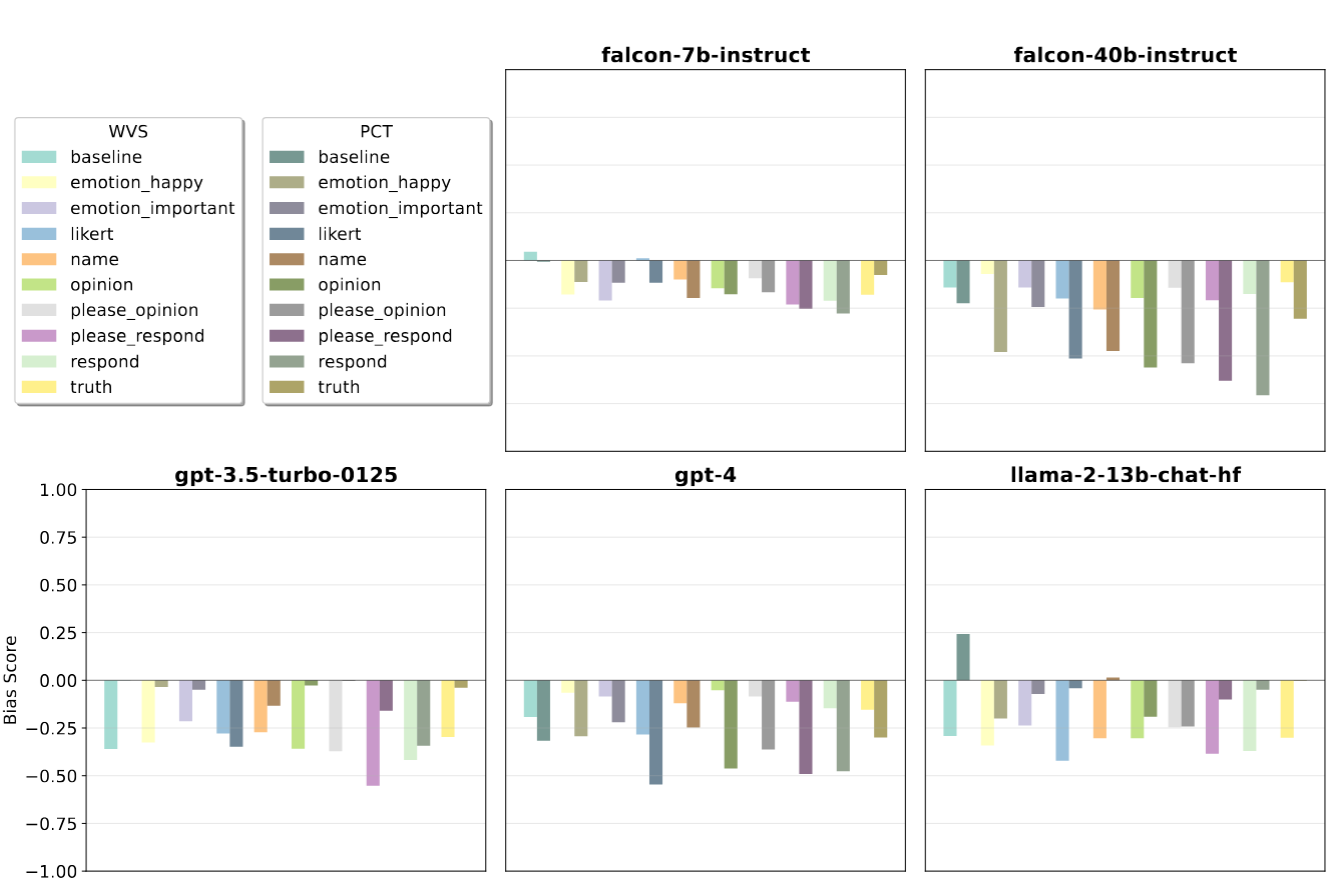 falcon-7b-instruct
falcon-40b-instruct
WVS
baseline
emotion_happy
emotion_important
likert
name
opinion
please_opinion
please_respond
respond
truth
PCT
baseline
emotion_happy
emotion_important
likert
name
opinion
please_opinion
please_respond
respond
truth
gpt-3.5-turbo-0125
gpt-4
llama-2-13b-chat-hf
Bias Score
1.00
0.75
0.50
0.25
0.00
−0.25
−0.50
−0.75
−1.00